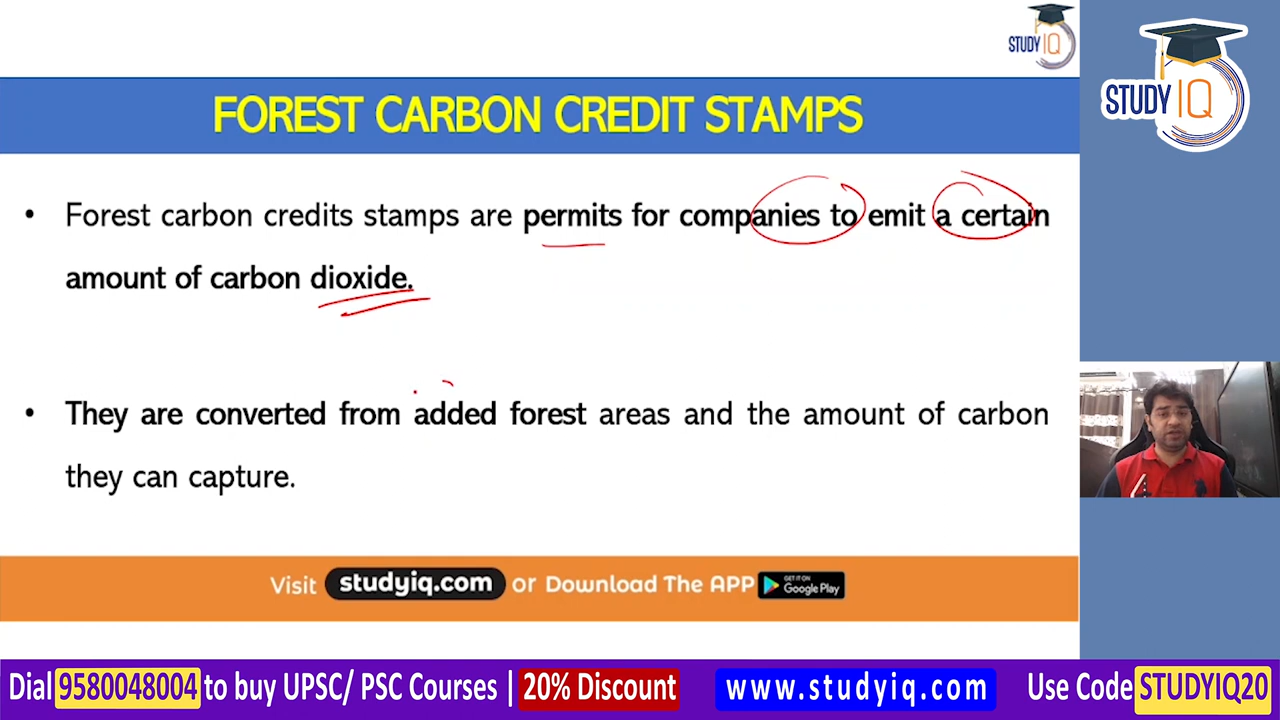 STUDY IQ
STUDY IQ
FOREST CARBON CREDIT STAMPS
• Forest carbon credits stamps are permits for companies to emit a certain
amount of carbon dioxide.
• They are converted from added forest areas and the amount of carbon
they can capture.
Visit studyiq.com or Download The APP GET IT ON Google Play
Dial 9580048004 to buy UPSC/ PSC Courses | 20% Discount www.studyiq.com Use Code STUDYIQ20